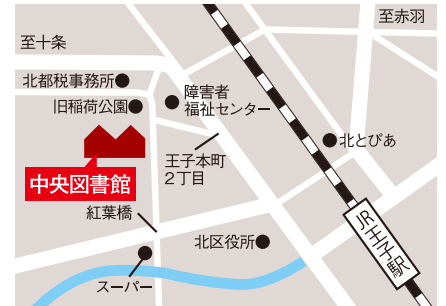 至赤羽
至十条
北都税事務所
旧稲荷公園
障害者
福祉センター
北とぴあ
王子本町
2丁目
中央図書館
紅葉橋
北区役所
JR王子駅
スーパー